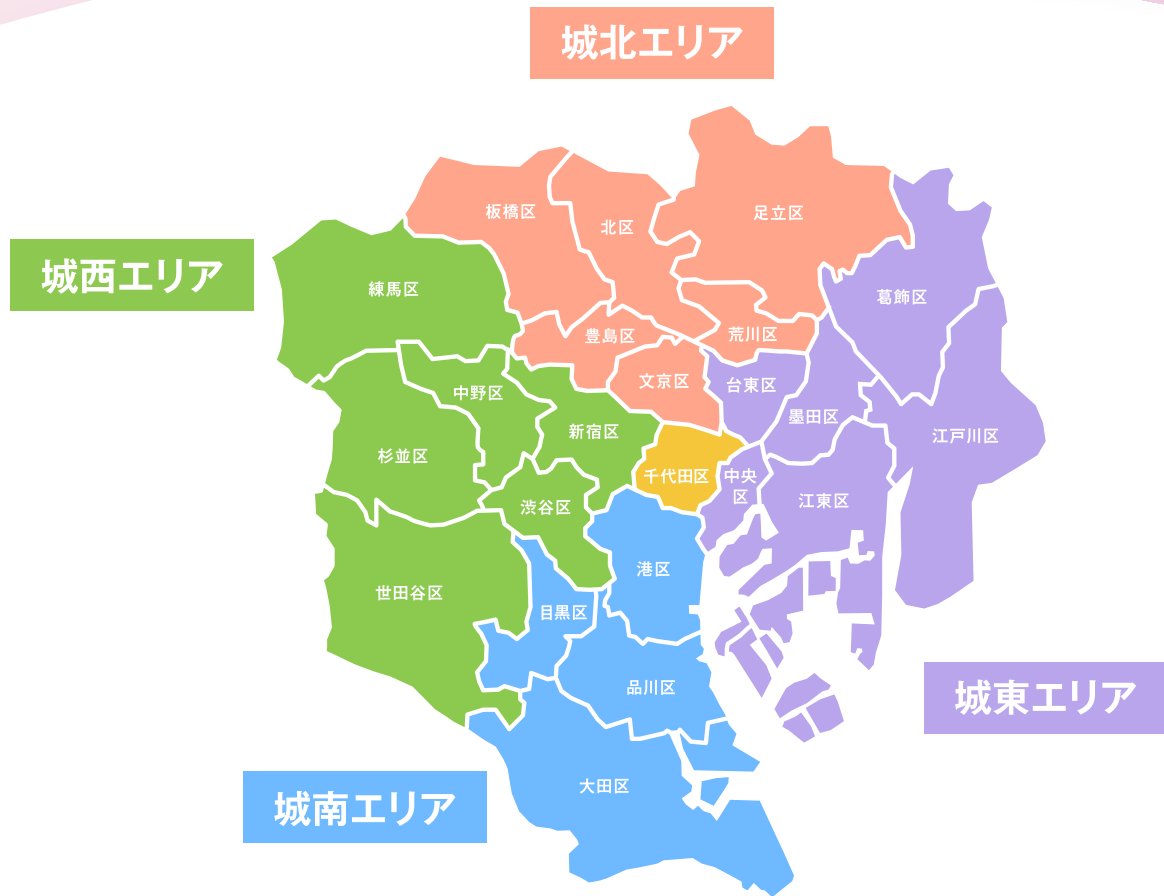 城北エリア
足立区
板橋区
北区
城西エリア
練馬区
葛飾区
豊島区
荒川区
文京区
台東区
中野区
墨田区
新宿区
江戸川区
杉並区
千代田区
中央
区
渋谷区
江東区
港区
世田谷区
目黒区
品川区
城東エリア
大田区
城南エリア